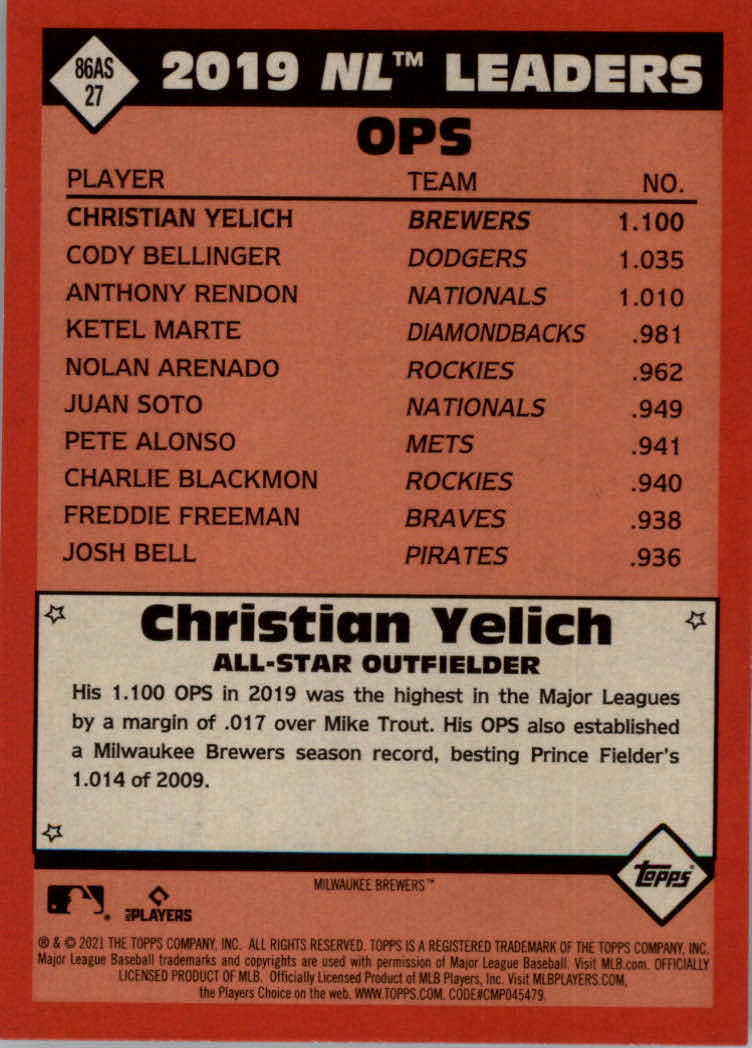 86AS
27
2019 NL™ LEADERS
OPS
PLAYER TEAM NO.
CHRISTIAN YELICH BREWERS 1.100
CODY BELLINGER DODGERS 1.035
ANTHONY RENDON NATIONALS 1.010
KETEL MARTE DIAMONDBACKS .981
NOLAN ARENADO ROCKIES .962
JUAN SOTO NATIONALS .949
PETE ALONSO METS .941
CHARLIE BLACKMON ROCKIES .940
FREDDIE FREEMAN BRAVES .938
JOSH BELL PIRATES .936
Christian Yelich
ALL-STAR OUTFIELDER
His 1.100 OPS in 2019 was the highest in the Major Leagues
by a margin of .017 over Mike Trout. His OPS also established
a Milwaukee Brewers season record, besting Prince Fielder's
1.014 of 2009.
Topps®
MILWAUKEE BREWERS™
MLB PLAYERS
® & © 2021 THE TOPPS COMPANY, INC. ALL RIGHTS RESERVED. TOPPS IS A REGISTERED TRADEMARK OF THE TOPPS COMPANY, INC.
Major League Baseball trademarks and copyrights are used with permission of Major League Baseball. Visit MLB.com. OFFICIALLY
LICENSED PRODUCT OF MLB. Officially Licensed Product of MLB Players, Inc. Visit MLBPLAYERS.COM,
the Players Choice on the web. WWW.TOPPS.COM. CODE#CMP045479.